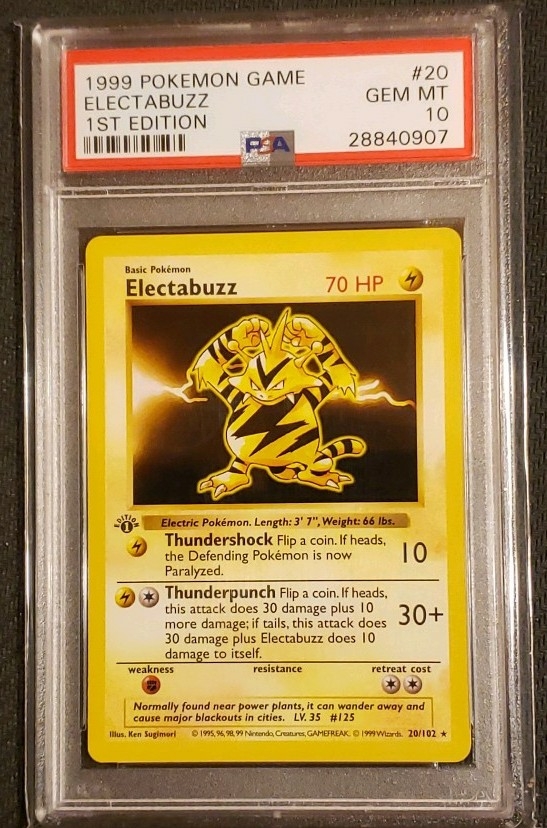 1999 POKEMON GAME #20
ELECTABUZZ GEM MT
1ST EDITION 10
PSA 28840907
Basic Pokémon
Electabuzz 70 HP
EDITION 1
Electric Pokémon. Length: 3' 7", Weight: 66 lbs.
Thundershock Flip a coin. If heads,
the Defending Pokémon is now 10
Paralyzed.
Thunderpunch Flip a coin. If heads,
this attack does 30 damage plus 10
more damage; if tails, this attack does 30+
30 damage plus Electabuzz does 10
damage to itself.
weakness resistance retreat cost
Normally found near power plants, it can wander away and
cause major blackouts in cities. LV. 35 #125
Illus. Ken Sugimori © 1995, 96, 98, 99 Nintendo, Creatures, GAMEFREAK. © 1999 Wizards. 20/102 ★